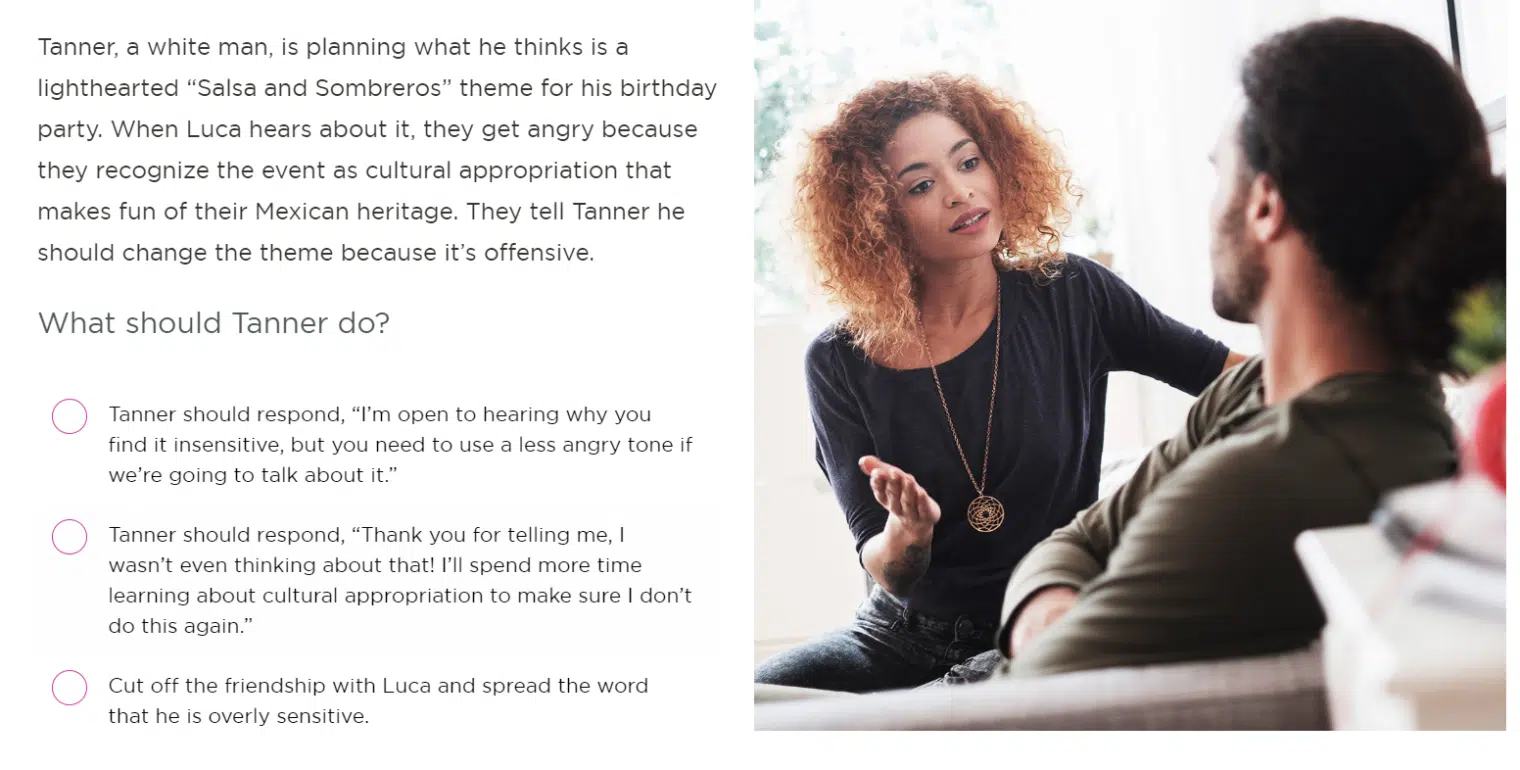 Tanner, a white man, is planning what he thinks is a
lighthearted “Salsa and Sombreros” theme for his birthday
party. When Luca hears about it, they get angry because
they recognize the event as cultural appropriation that
makes fun of their Mexican heritage. They tell Tanner he
should change the theme because it’s offensive.
What should Tanner do?
Tanner should respond, “I’m open to hearing why you
find it insensitive, but you need to use a less angry tone if
we’re going to talk about it.”
Tanner should respond, “Thank you for telling me, I
wasn’t even thinking about that! I’ll spend more time
learning about cultural appropriation to make sure I don’t
do this again.”
Cut off the friendship with Luca and spread the word
that he is overly sensitive.